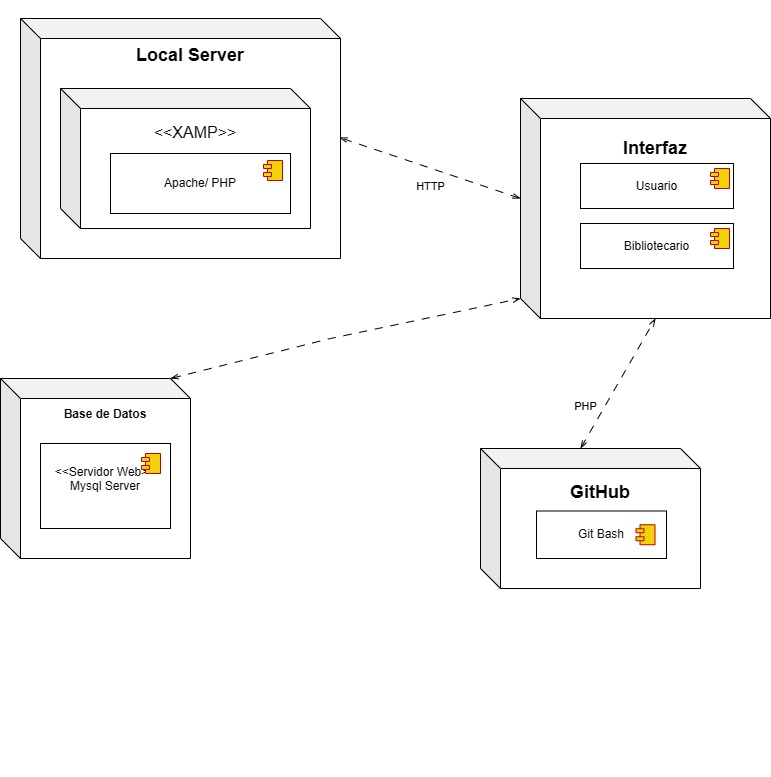 Local Server
<<XAMP>>
Apache/ PHP
HTTP
Interfaz
Usuario
Bibliotecario
Base de Datos
<<Servidor Web>
Mysql Server
PHP
GitHub
Git Bash